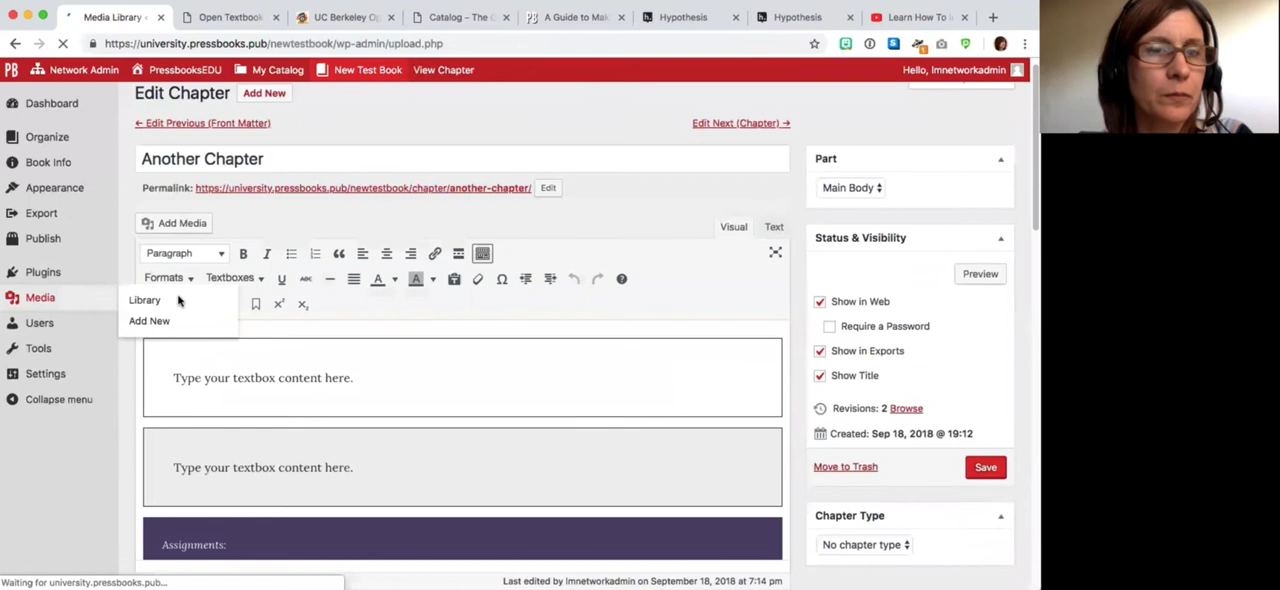 Media Library ‹
Open Textbook
UC Berkeley Op
Catalog – The C
A Guide to Mak
Hypothesis
Hypothesis
Learn How To I
https://university.pressbooks.pub/newtestbook/wp-admin/upload.php
Network Admin PressbooksEDU My Catalog New Test Book View Chapter Hello, lmnetworkadmin
Dashboard
Organize
Book Info
Appearance
Export
Publish
Plugins
Media
Users
Tools
Settings
Collapse menu
Library
Add New
Edit Chapter Add New
← Edit Previous (Front Matter) Edit Next (Chapter) →
Another Chapter
Permalink: https://university.pressbooks.pub/newtestbook/chapter/another-chapter/ Edit
Add Media
Visual Text
Paragraph B I
Formats Textboxes U ABC A A Ω
X² X₂
Type your textbox content here.
Type your textbox content here.
Assignments:
Last edited by lmnetworkadmin on September 18, 2018 at 7:14 pm
Part
Main Body
Status & Visibility
Preview
Show in Web
Require a Password
Show in Exports
Show Title
Revisions: 2 Browse
Created: Sep 18, 2018 @ 19:12
Move to Trash Save
Chapter Type
No chapter type
Waiting for university.pressbooks.pub...